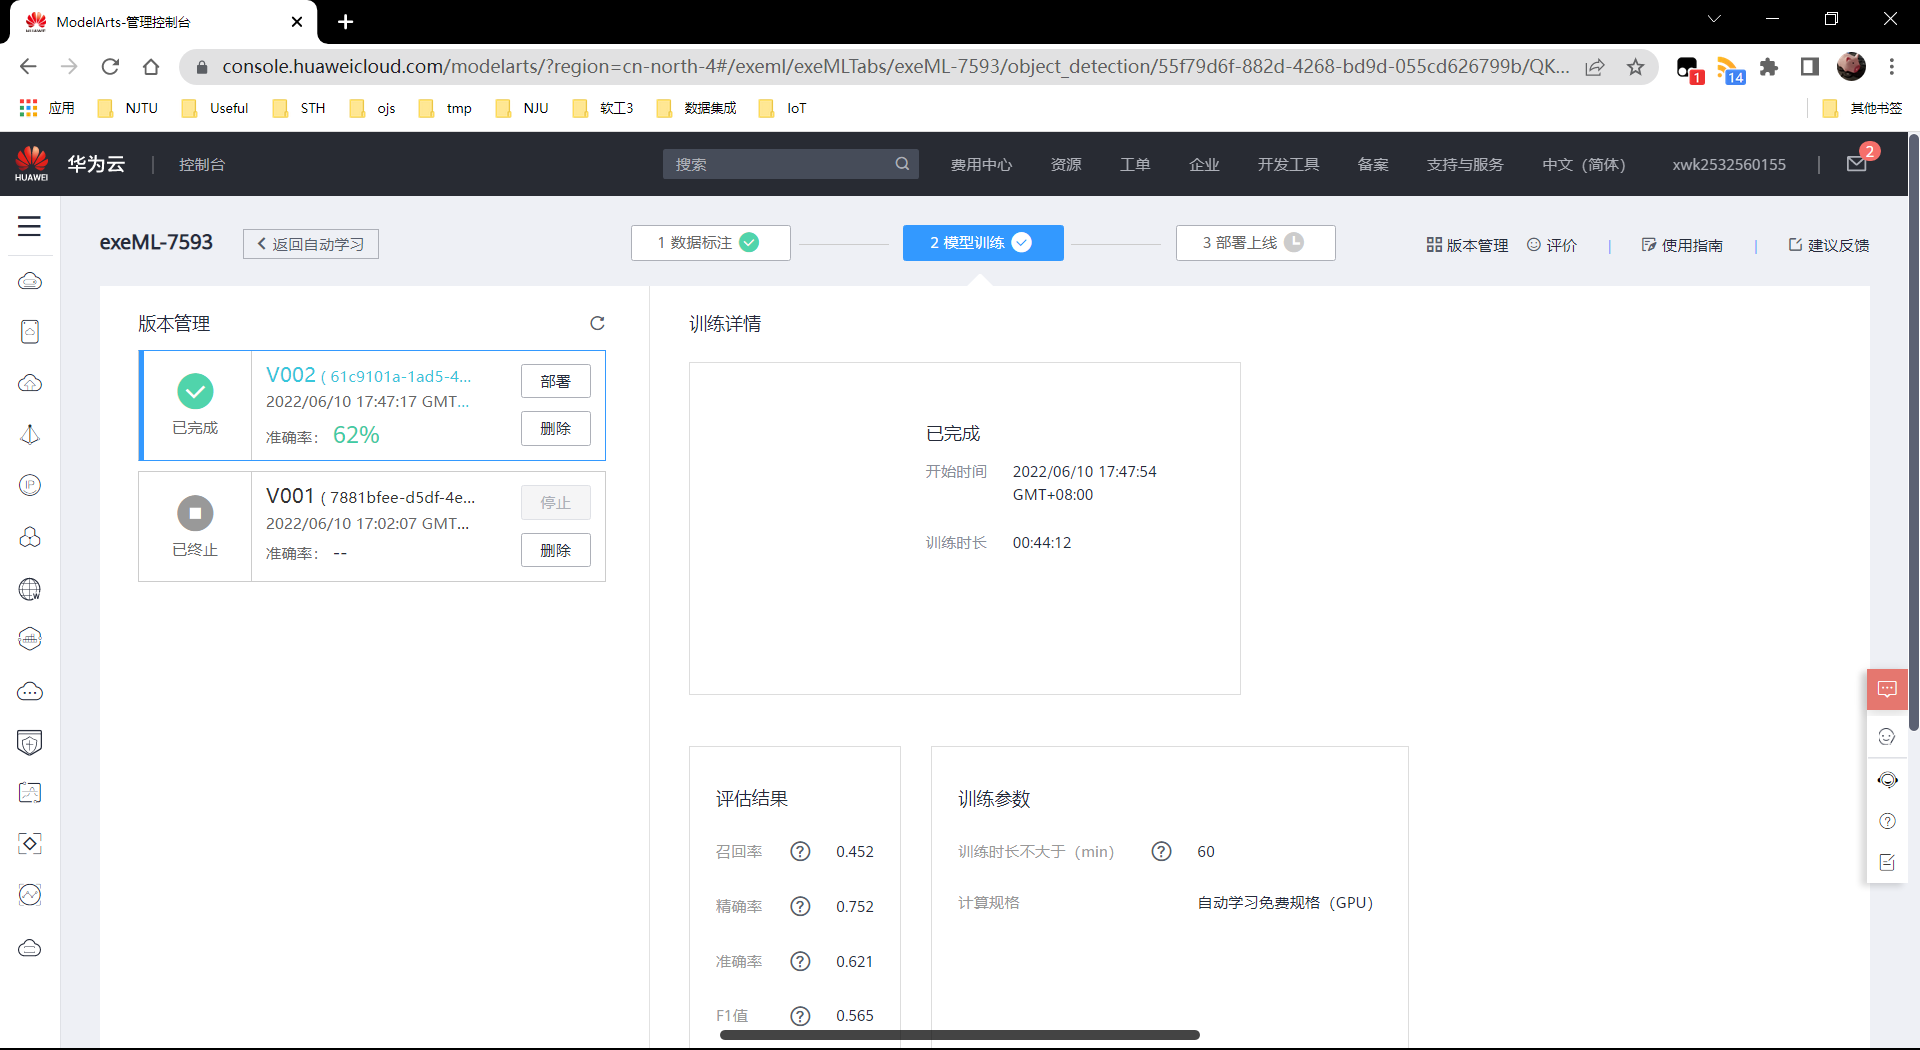 ModelArts-管理控制台
console.huaweicloud.com/modelarts/?region=cn-north-4#/exeml/exeMLTabs/exeML-7593/object_detection/55f79d6f-882d-4268-bd9d-055cd626799b/QK...
1
14
应用 NJTU Useful STH ojs tmp NJU 软工3 数据集成 IoT 其他书签
HUAWEI 华为云 | 控制台 搜索 费用中心 资源 工单 企业 开发工具 备案 支持与服务 中文（简体） xwk2532560155 | 2
exeML-7593 返回自动学习 1 数据标注 2 模型训练 3 部署上线 版本管理 评价 | 使用指南 | 建议反馈
版本管理
V002 ( 61c9101a-1ad5-4...
部署
2022/06/10 17:47:17 GMT...
已完成
准确率： 62%
删除
V001 ( 7881bfee-d5df-4e...
停止
2022/06/10 17:02:07 GMT...
已终止
准确率： --
删除
训练详情
已完成
开始时间 2022/06/10 17:47:54
GMT+08:00
训练时长 00:44:12
评估结果
召回率 ? 0.452
精确率 ? 0.752
准确率 ? 0.621
F1值 ? 0.565
训练参数
训练时长不大于（min） ? 60
计算规格 自动学习免费规格（GPU）
IP
W